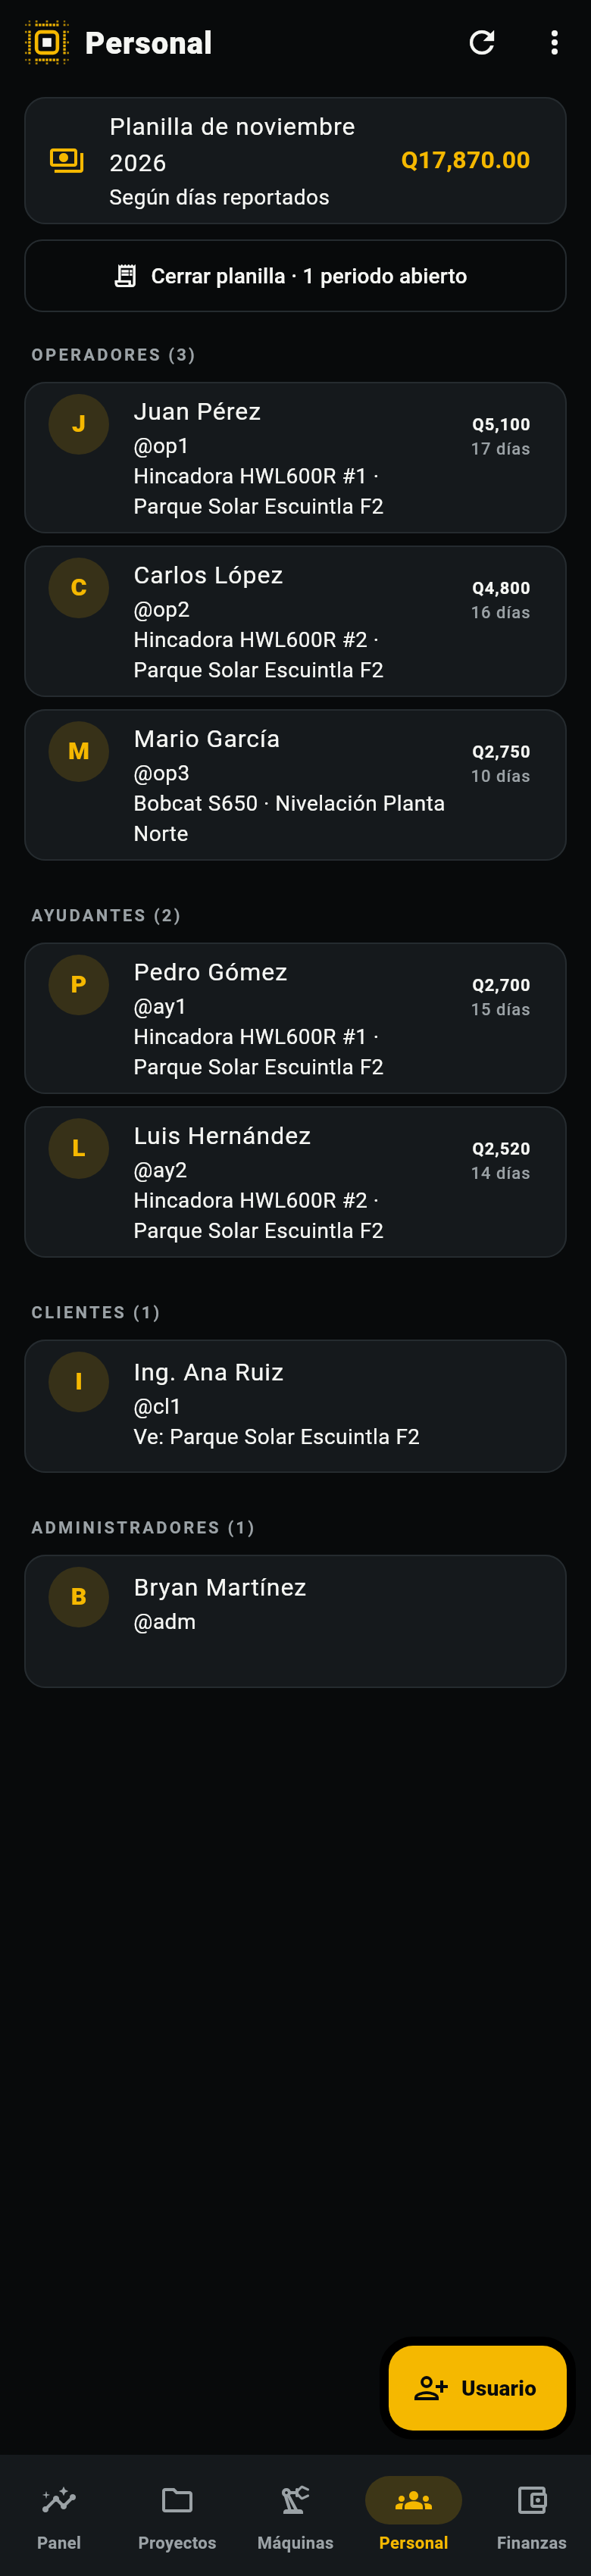 Personal
Planilla de noviembre
2026
Según días reportados
Q17,870.00
Cerrar planilla · 1 periodo abierto
OPERADORES (3)
J
Juan Pérez
@op1
Hincadora HWL600R #1 ·
Parque Solar Escuintla F2
Q5,100
17 días
C
Carlos López
@op2
Hincadora HWL600R #2 ·
Parque Solar Escuintla F2
Q4,800
16 días
M
Mario García
@op3
Bobcat S650 · Nivelación Planta
Norte
Q2,750
10 días
AYUDANTES (2)
P
Pedro Gómez
@ay1
Hincadora HWL600R #1 ·
Parque Solar Escuintla F2
Q2,700
15 días
L
Luis Hernández
@ay2
Hincadora HWL600R #2 ·
Parque Solar Escuintla F2
Q2,520
14 días
CLIENTES (1)
I
Ing. Ana Ruiz
@cl1
Ve: Parque Solar Escuintla F2
ADMINISTRADORES (1)
B
Bryan Martínez
@adm
Usuario
Panel
Proyectos
Máquinas
Personal
Finanzas